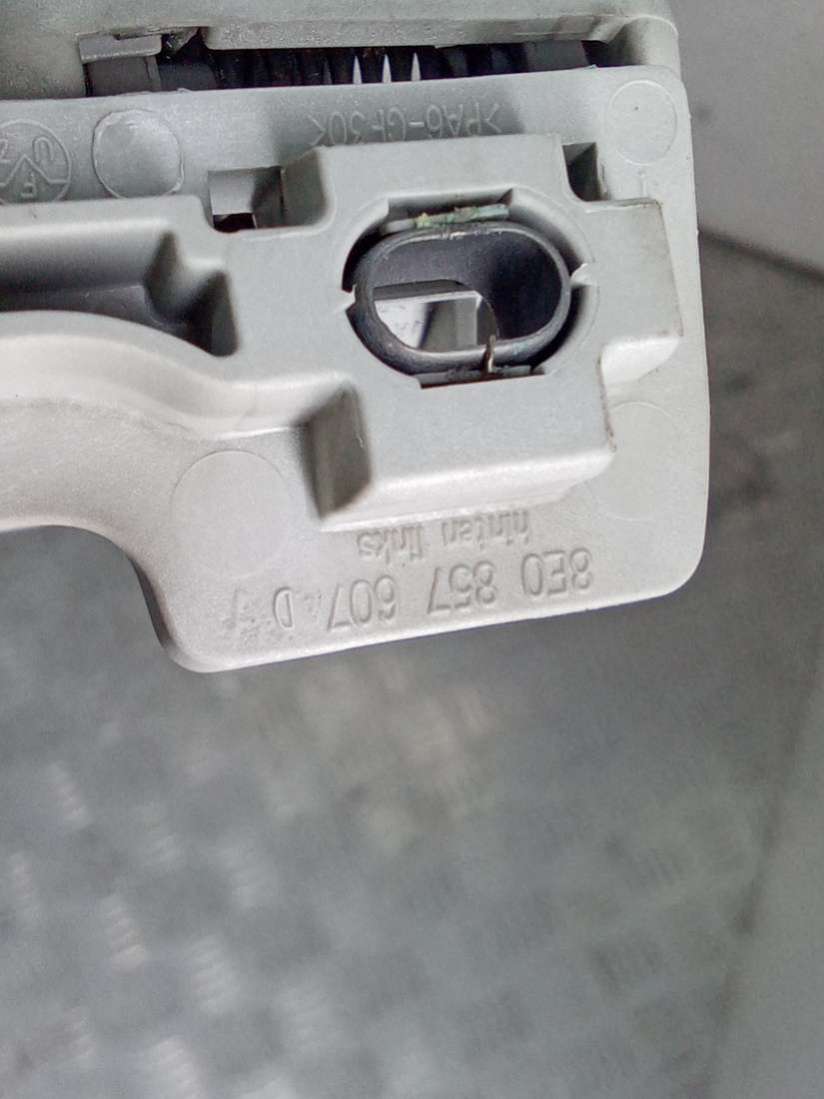 8E0 857 607 D
hinten links
>PA6-GF30<